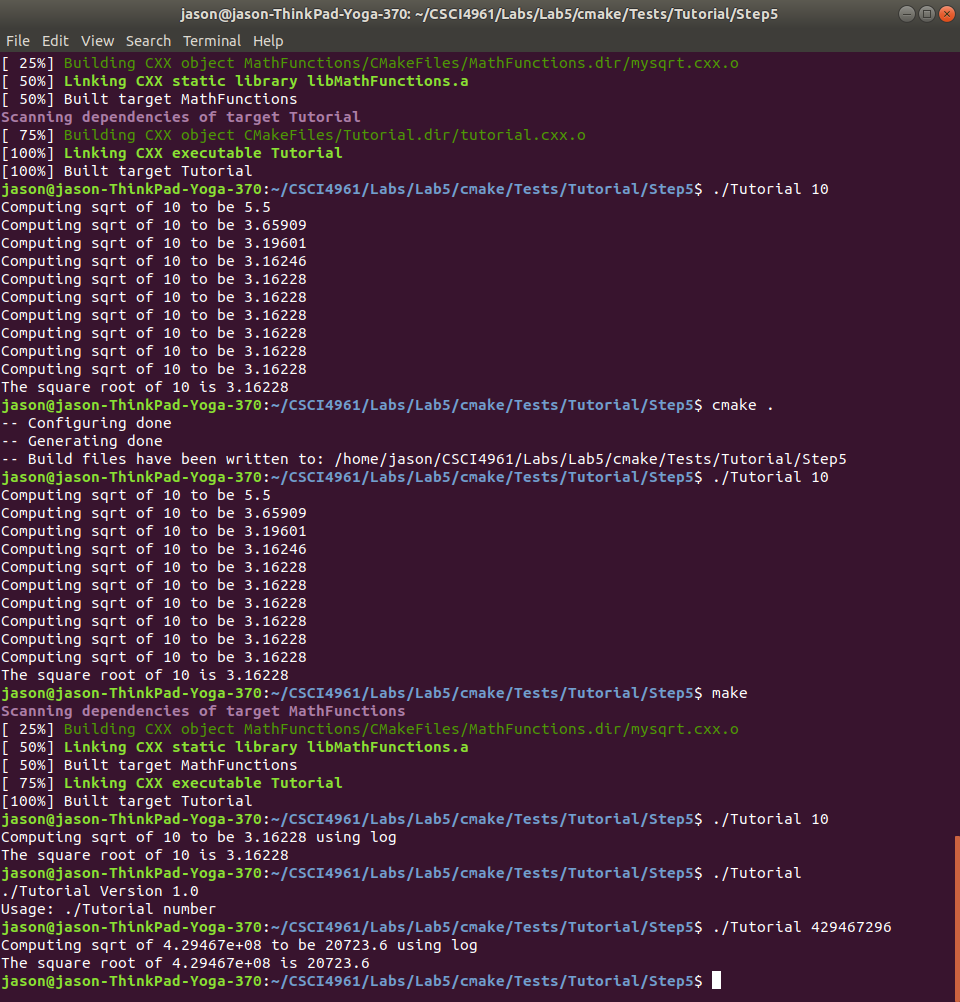 jason@jason-ThinkPad-Yoga-370: ~/CSCI4961/Labs/Lab5/cmake/Tests/Tutorial/Step5
File Edit View Search Terminal Help
[ 25%] Building CXX object MathFunctions/CMakeFiles/MathFunctions.dir/mysqrt.cxx.o
[ 50%] Linking CXX static library libMathFunctions.a
[ 50%] Built target MathFunctions
Scanning dependencies of target Tutorial
[ 75%] Building CXX object CMakeFiles/Tutorial.dir/tutorial.cxx.o
[100%] Linking CXX executable Tutorial
[100%] Built target Tutorial
jason@jason-ThinkPad-Yoga-370:~/CSCI4961/Labs/Lab5/cmake/Tests/Tutorial/Step5$ ./Tutorial 10
Computing sqrt of 10 to be 5.5
Computing sqrt of 10 to be 3.65909
Computing sqrt of 10 to be 3.19601
Computing sqrt of 10 to be 3.16246
Computing sqrt of 10 to be 3.16228
Computing sqrt of 10 to be 3.16228
Computing sqrt of 10 to be 3.16228
Computing sqrt of 10 to be 3.16228
Computing sqrt of 10 to be 3.16228
Computing sqrt of 10 to be 3.16228
The square root of 10 is 3.16228
jason@jason-ThinkPad-Yoga-370:~/CSCI4961/Labs/Lab5/cmake/Tests/Tutorial/Step5$ cmake .
-- Configuring done
-- Generating done
-- Build files have been written to: /home/jason/CSCI4961/Labs/Lab5/cmake/Tests/Tutorial/Step5
jason@jason-ThinkPad-Yoga-370:~/CSCI4961/Labs/Lab5/cmake/Tests/Tutorial/Step5$ ./Tutorial 10
Computing sqrt of 10 to be 5.5
Computing sqrt of 10 to be 3.65909
Computing sqrt of 10 to be 3.19601
Computing sqrt of 10 to be 3.16246
Computing sqrt of 10 to be 3.16228
Computing sqrt of 10 to be 3.16228
Computing sqrt of 10 to be 3.16228
Computing sqrt of 10 to be 3.16228
Computing sqrt of 10 to be 3.16228
Computing sqrt of 10 to be 3.16228
The square root of 10 is 3.16228
jason@jason-ThinkPad-Yoga-370:~/CSCI4961/Labs/Lab5/cmake/Tests/Tutorial/Step5$ make
Scanning dependencies of target MathFunctions
[ 25%] Building CXX object MathFunctions/CMakeFiles/MathFunctions.dir/mysqrt.cxx.o
[ 50%] Linking CXX static library libMathFunctions.a
[ 50%] Built target MathFunctions
[ 75%] Linking CXX executable Tutorial
[100%] Built target Tutorial
jason@jason-ThinkPad-Yoga-370:~/CSCI4961/Labs/Lab5/cmake/Tests/Tutorial/Step5$ ./Tutorial 10
Computing sqrt of 10 to be 3.16228 using log
The square root of 10 is 3.16228
jason@jason-ThinkPad-Yoga-370:~/CSCI4961/Labs/Lab5/cmake/Tests/Tutorial/Step5$ ./Tutorial
./Tutorial Version 1.0
Usage: ./Tutorial number
jason@jason-ThinkPad-Yoga-370:~/CSCI4961/Labs/Lab5/cmake/Tests/Tutorial/Step5$ ./Tutorial 429467296
Computing sqrt of 4.29467e+08 to be 20723.6 using log
The square root of 4.29467e+08 is 20723.6
jason@jason-ThinkPad-Yoga-370:~/CSCI4961/Labs/Lab5/cmake/Tests/Tutorial/Step5$